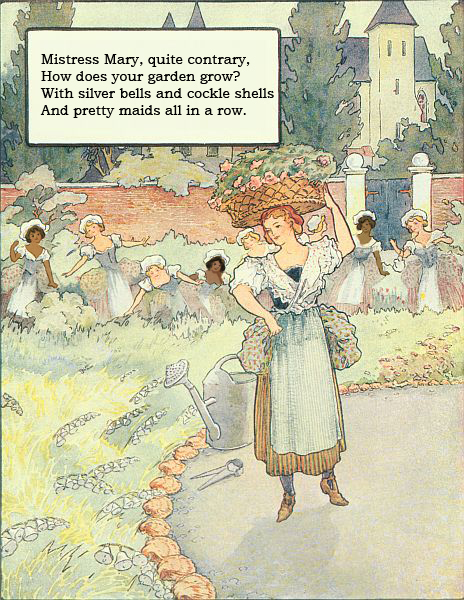 Mistress Mary, quite contrary,
How does your garden grow?
With silver bells and cockle shells
And pretty maids all in a row.